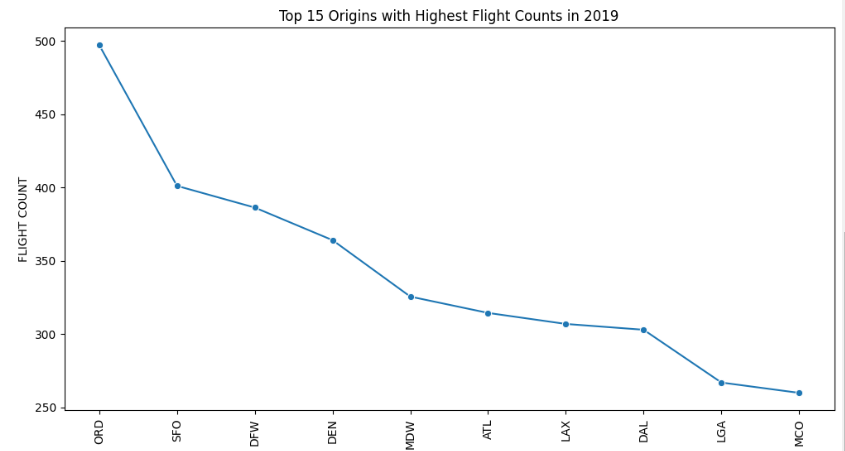 Top 15 Origins with Highest Flight Counts in 2019
FLIGHT COUNT
500
450
400
350
300
250
ORD
SFO
DFW
DEN
MDW
ATL
LAX
DAL
LGA
MCO